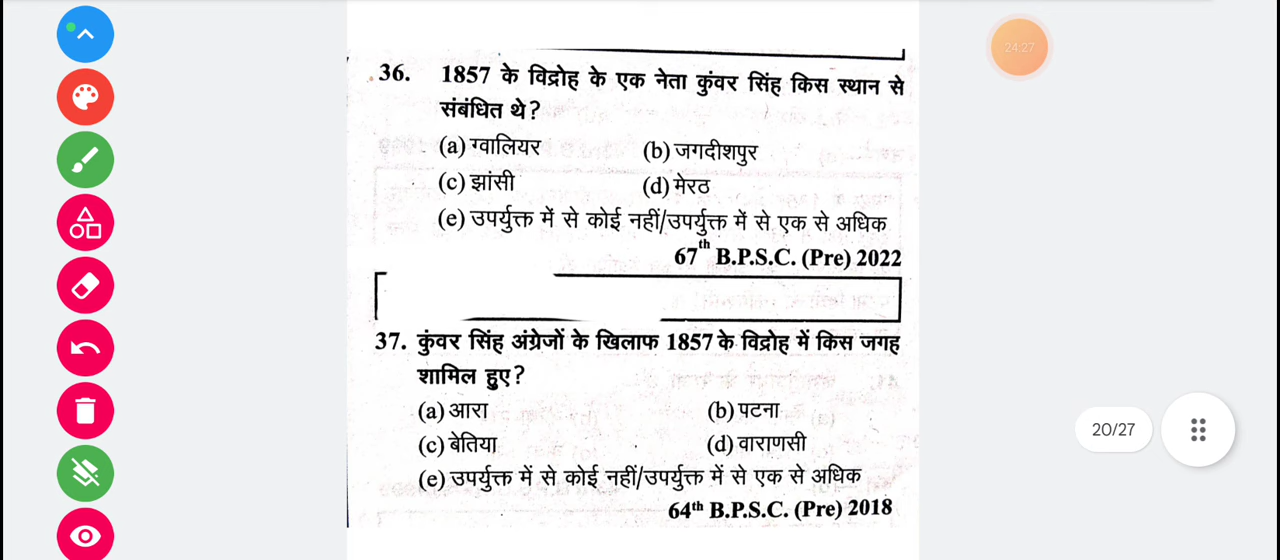 24:27
36. 1857 के विद्रोह के एक नेता कुंवर सिंह किस स्थान से
संबंधित थे?
(a) ग्वालियर (b) जगदीशपुर
(c) झांसी (d) मेरठ
(e) उपर्युक्त में से कोई नहीं/उपर्युक्त में से एक से अधिक
67th B.P.S.C. (Pre) 2022
37. कुंवर सिंह अंग्रेजों के खिलाफ 1857 के विद्रोह में किस जगह
शामिल हुए?
(a) आरा (b) पटना
(c) बेतिया (d) वाराणसी
20/27
(e) उपर्युक्त में से कोई नहीं/उपर्युक्त में से एक से अधिक
64th B.P.S.C. (Pre) 2018